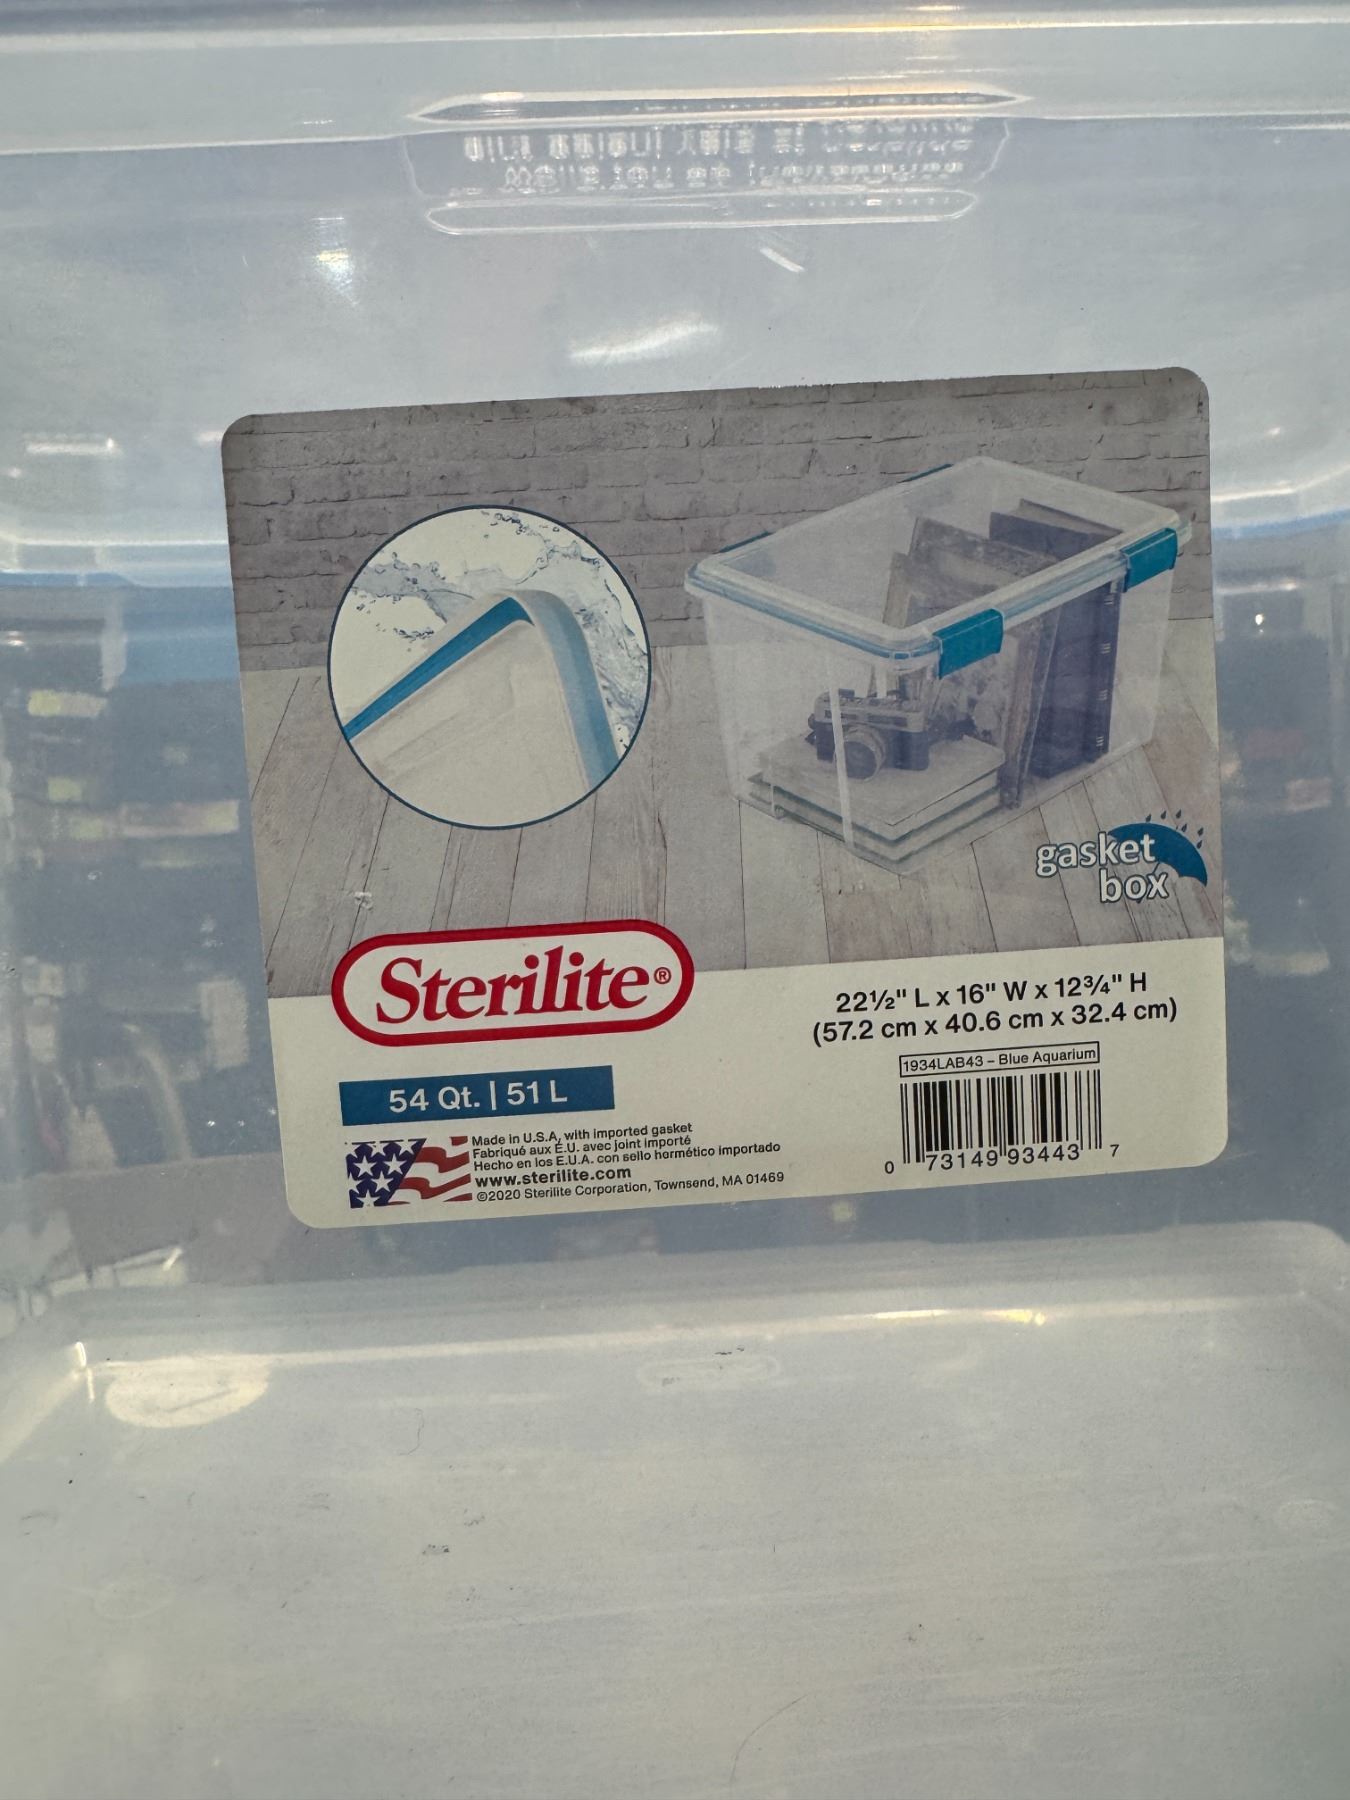 gasket
box
Sterilite®
22½" L x 16" W x 12¾" H
(57.2 cm x 40.6 cm x 32.4 cm)
1934LAB43 – Blue Aquarium
54 Qt. | 51 L
Made in U.S.A, with imported gasket
Fabriqué aux É.U. avec joint importé
Hecho en los E.U.A. con sello hermético importado
www.sterilite.com
©2020 Sterilite Corporation, Townsend, MA 01469
0 73149 93443 7